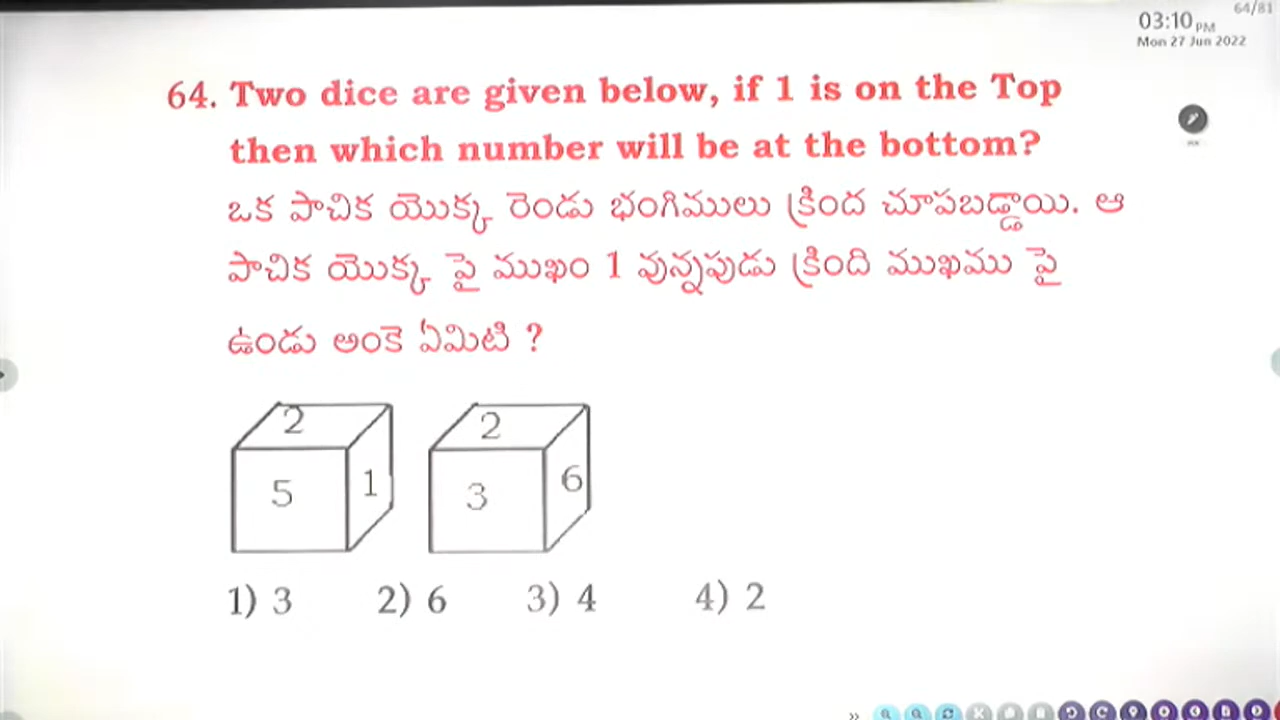 64/81
03:10 PM
Mon 27 Jun 2022
64. Two dice are given below, if 1 is on the Top
then which number will be at the bottom?
ఒక పాచిక యొక్క రెండు భంగిములు క్రింద చూపబడ్డాయి. ఆ
పాచిక యొక్క పై ముఖం 1 వున్నపుడు క్రింది ముఖము పై
ఉండు అంకె ఏమిటి ?
2 2
5 1 3 6
1) 3 2) 6 3) 4 4) 2